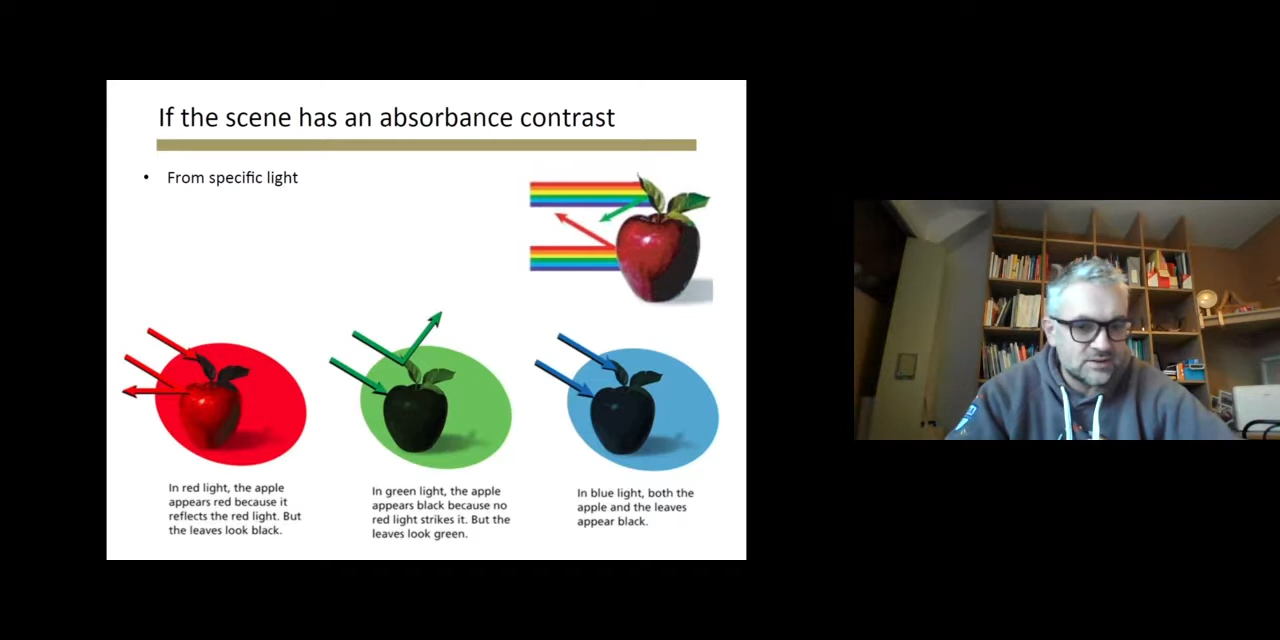 If the scene has an absorbance contrast
• From specific light
In red light, the apple
appears red because it
reflects the red light. But
the leaves look black.
In green light, the apple
appears black because no
red light strikes it. But the
leaves look green.
In blue light, both the
apple and the leaves
appear black.